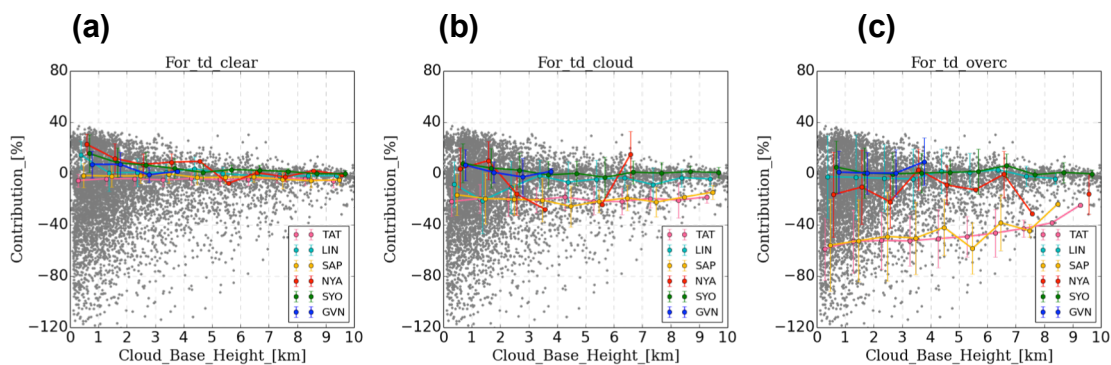 (a) (b) (c)
For_td_clear For_td_cloud For_td_overc
Contribution_[%]
80
40
0
−40
−80
−120
TAT
LIN
SAP
NYA
SYO
GVN
0 1 2 3 4 5 6 7 8 9 10
Cloud_Base_Height_[km]
Contribution_[%]
80
40
0
−40
−80
−120
TAT
LIN
SAP
NYA
SYO
GVN
0 1 2 3 4 5 6 7 8 9 10
Cloud_Base_Height_[km]
Contribution_[%]
80
40
0
−40
−80
−120
TAT
LIN
SAP
NYA
SYO
GVN
0 1 2 3 4 5 6 7 8 9 10
Cloud_Base_Height_[km]